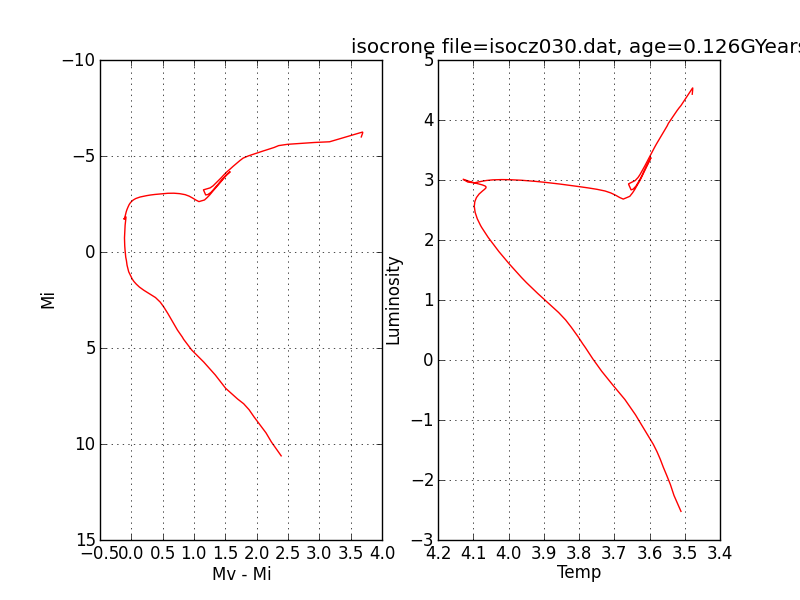 isocrone file=isocz030.dat, age=0.126GYears
−10
−5
0
5
10
15
Mi
−0.5 0.0 0.5 1.0 1.5 2.0 2.5 3.0 3.5 4.0
Mv - Mi
5
4
3
2
1
0
−1
−2
−3
Luminosity
4.2 4.1 4.0 3.9 3.8 3.7 3.6 3.5 3.4
Temp